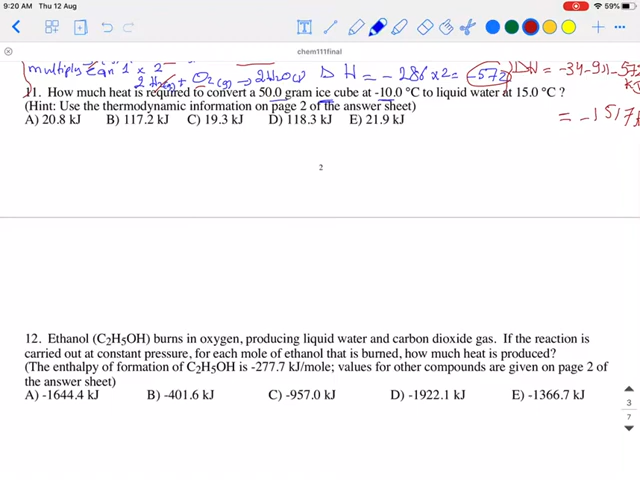 9:20 AM Thu 12 Aug
59%
chem111final
multiply Eqn 1 × 2
2H₂(g) + O₂(g) → 2H₂O(l) ΔH = -286 × 2 = -572
ΔH = -34-911-572
= -1517
11. How much heat is required to convert a 50.0 gram ice cube at -10.0 °C to liquid water at 15.0 °C ?
(Hint: Use the thermodynamic information on page 2 of the answer sheet)
A) 20.8 kJ B) 117.2 kJ C) 19.3 kJ D) 118.3 kJ E) 21.9 kJ
2
12. Ethanol (C₂H₅OH) burns in oxygen, producing liquid water and carbon dioxide gas. If the reaction is
carried out at constant pressure, for each mole of ethanol that is burned, how much heat is produced?
(The enthalpy of formation of C₂H₅OH is -277.7 kJ/mole; values for other compounds are given on page 2 of
the answer sheet)
A) -1644.4 kJ B) -401.6 kJ C) -957.0 kJ D) -1922.1 kJ E) -1366.7 kJ
3
7